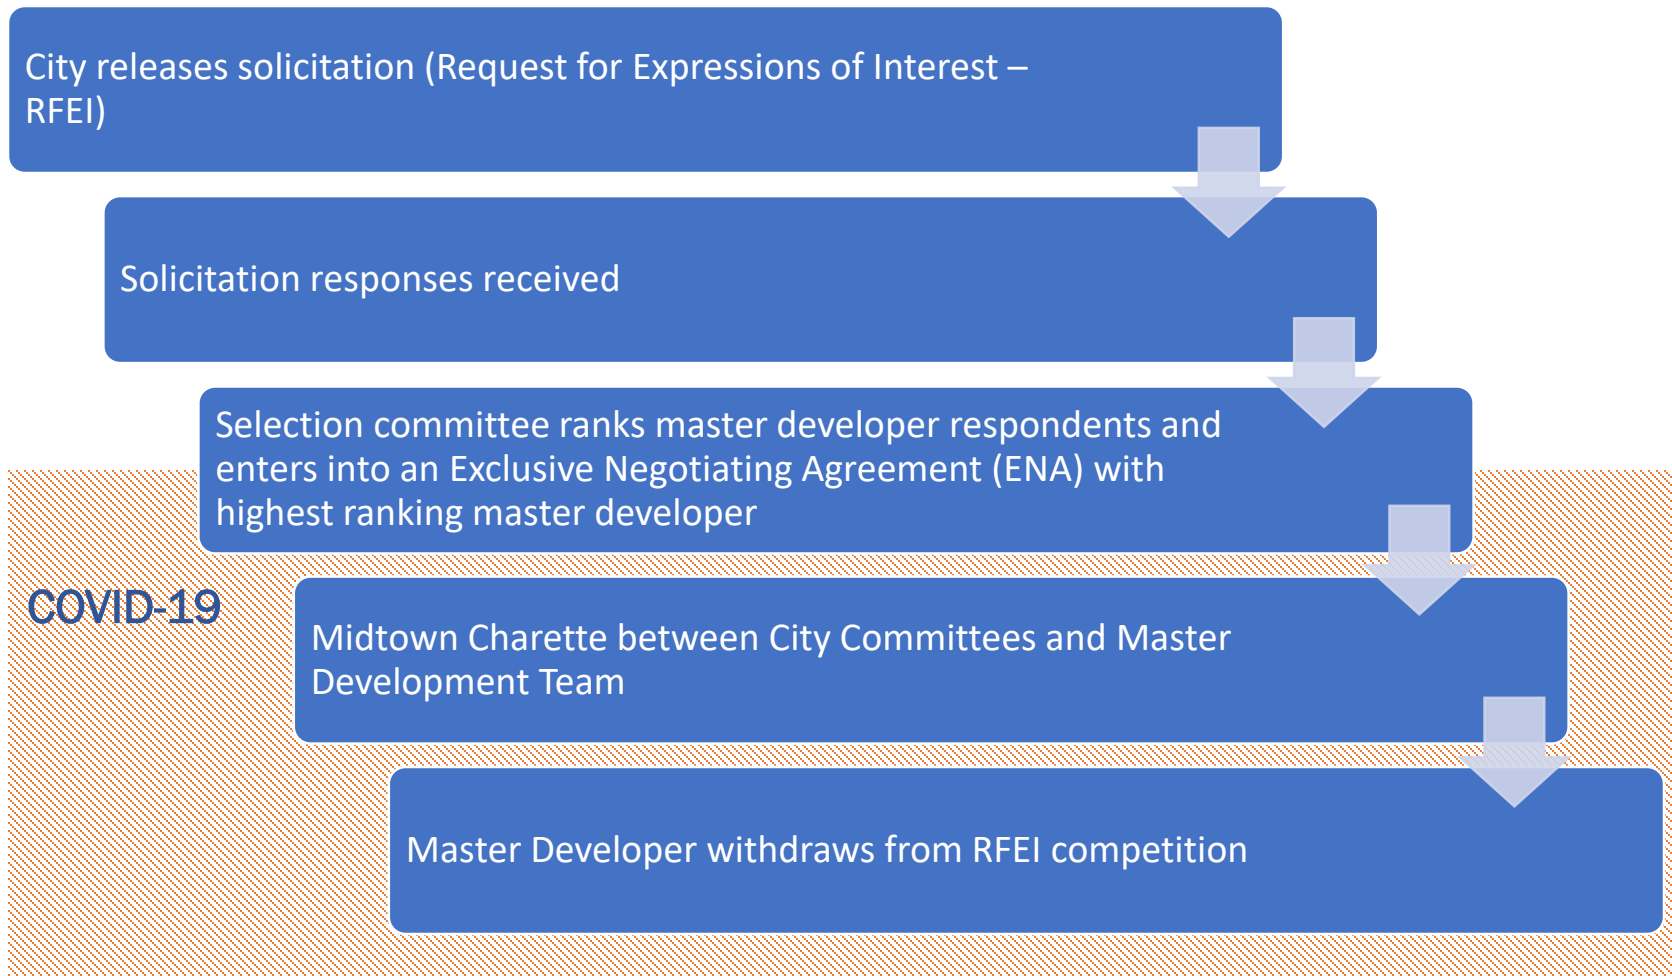 City releases solicitation (Request for Expressions of Interest –
RFEI)
Solicitation responses received
Selection committee ranks master developer respondents and
enters into an Exclusive Negotiating Agreement (ENA) with
highest ranking master developer
COVID-19
Midtown Charette between City Committees and Master
Development Team
Master Developer withdraws from RFEI competition